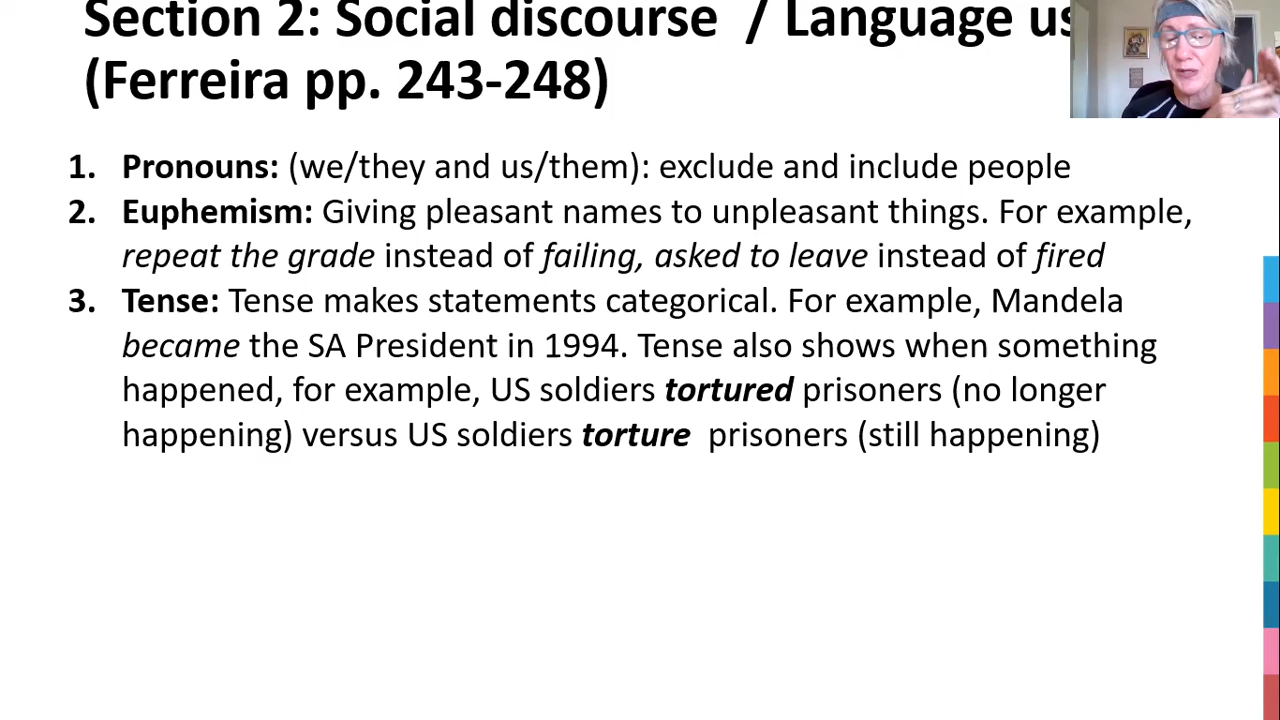 Section 2: Social discourse / Language
(Ferreira pp. 243-248)
1. Pronouns: (we/they and us/them): exclude and include people
2. Euphemism: Giving pleasant names to unpleasant things. For example,
repeat the grade instead of failing, asked to leave instead of fired
3. Tense: Tense makes statements categorical. For example, Mandela
became the SA President in 1994. Tense also shows when something
happened, for example, US soldiers tortured prisoners (no longer
happening) versus US soldiers torture prisoners (still happening)